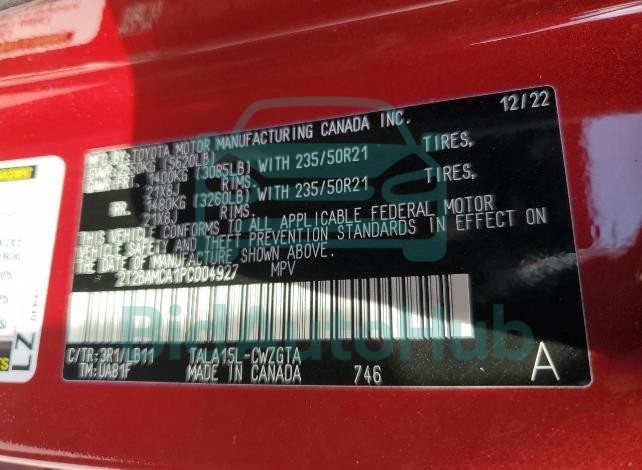 12/22
MFD BY: TOYOTA MOTOR MANUFACTURING CANADA INC.
GVWR: 2550KG (5620LB)
GAWR FR. 1400KG (3085LB) WITH 235/50R21 TIRES,
21X8J RIMS.
RR. 1480KG (3260LB) WITH 235/50R21 TIRES,
21X8J RIMS.
THIS VEHICLE CONFORMS TO ALL APPLICABLE FEDERAL MOTOR
VEHICLE SAFETY AND THEFT PREVENTION STANDARDS IN EFFECT ON
THE DATE OF MANUFACTURE SHOWN ABOVE.
2T2BAMCA1PC004927 MPV
C/TR: 3R1/LB11 TALA15L-CWZGTA
TM: UA81F MADE IN CANADA 746 A
LZ
BidAutoHub